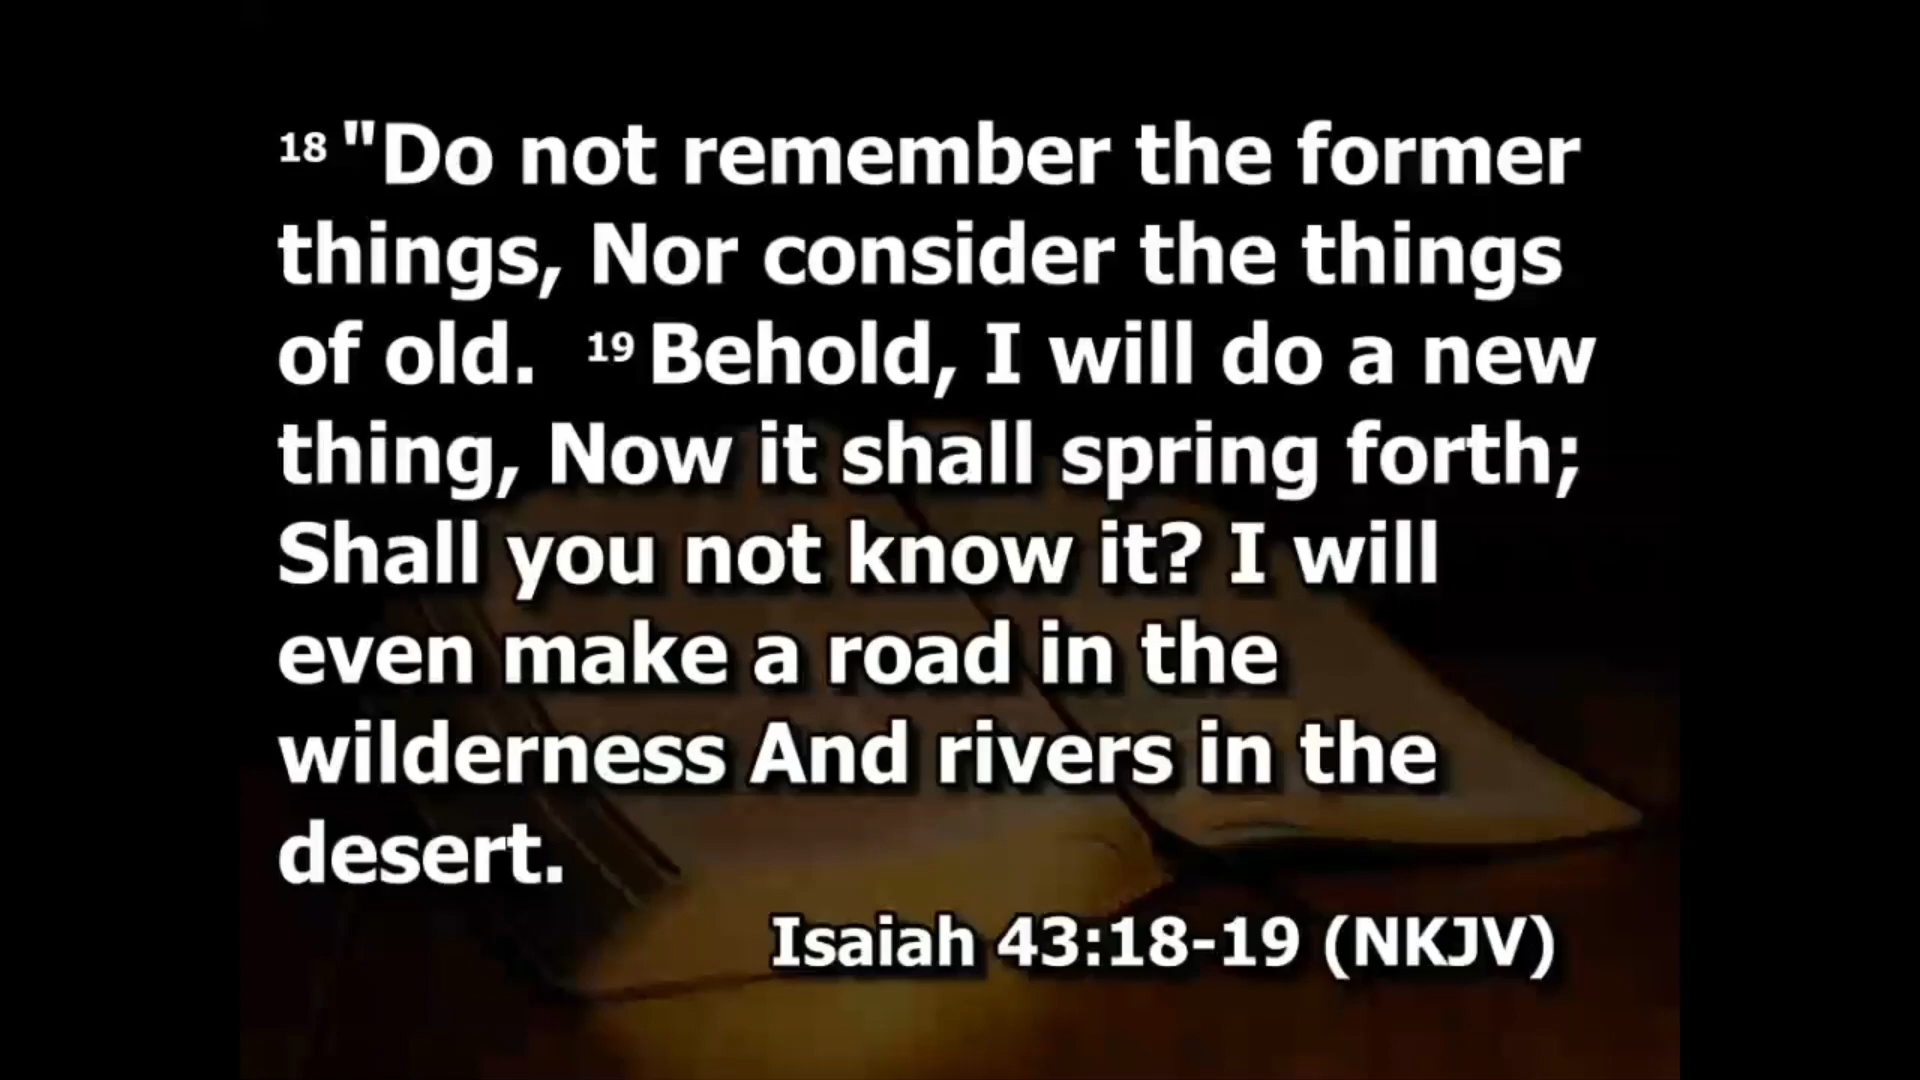 18 "Do not remember the former
things, Nor consider the things
of old. 19 Behold, I will do a new
thing, Now it shall spring forth;
Shall you not know it? I will
even make a road in the
wilderness And rivers in the
desert.
Isaiah 43:18-19 (NKJV)